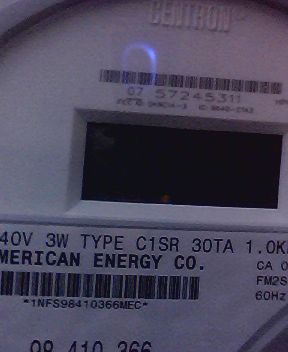 CENTRON
07 57245311
40V 3W TYPE C1SR 30TA 1.0K
MERICAN ENERGY CO.
CA 0
FM2S
60Hz
*1NFS98410366MEC*
98 410 366